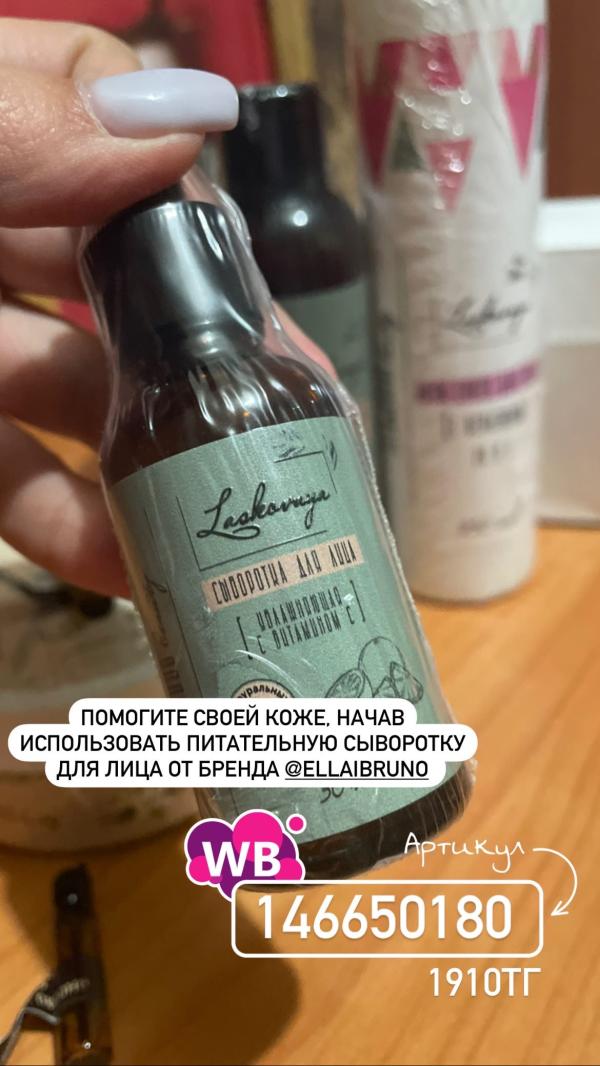 Laskovaya
СЫВОРОТКА ДЛЯ ЛИЦА
УВЛАЖНЯЮЩАЯ
С ВИТАМИНОМ С
ПОМОГИТЕ СВОЕЙ КОЖЕ, НАЧАВ
ИСПОЛЬЗОВАТЬ ПИТАТЕЛЬНУЮ СЫВОРОТКУ
ДЛЯ ЛИЦА ОТ БРЕНДА @ELLAIBRUNO
WB
Артикул
146650180
1910ТГ